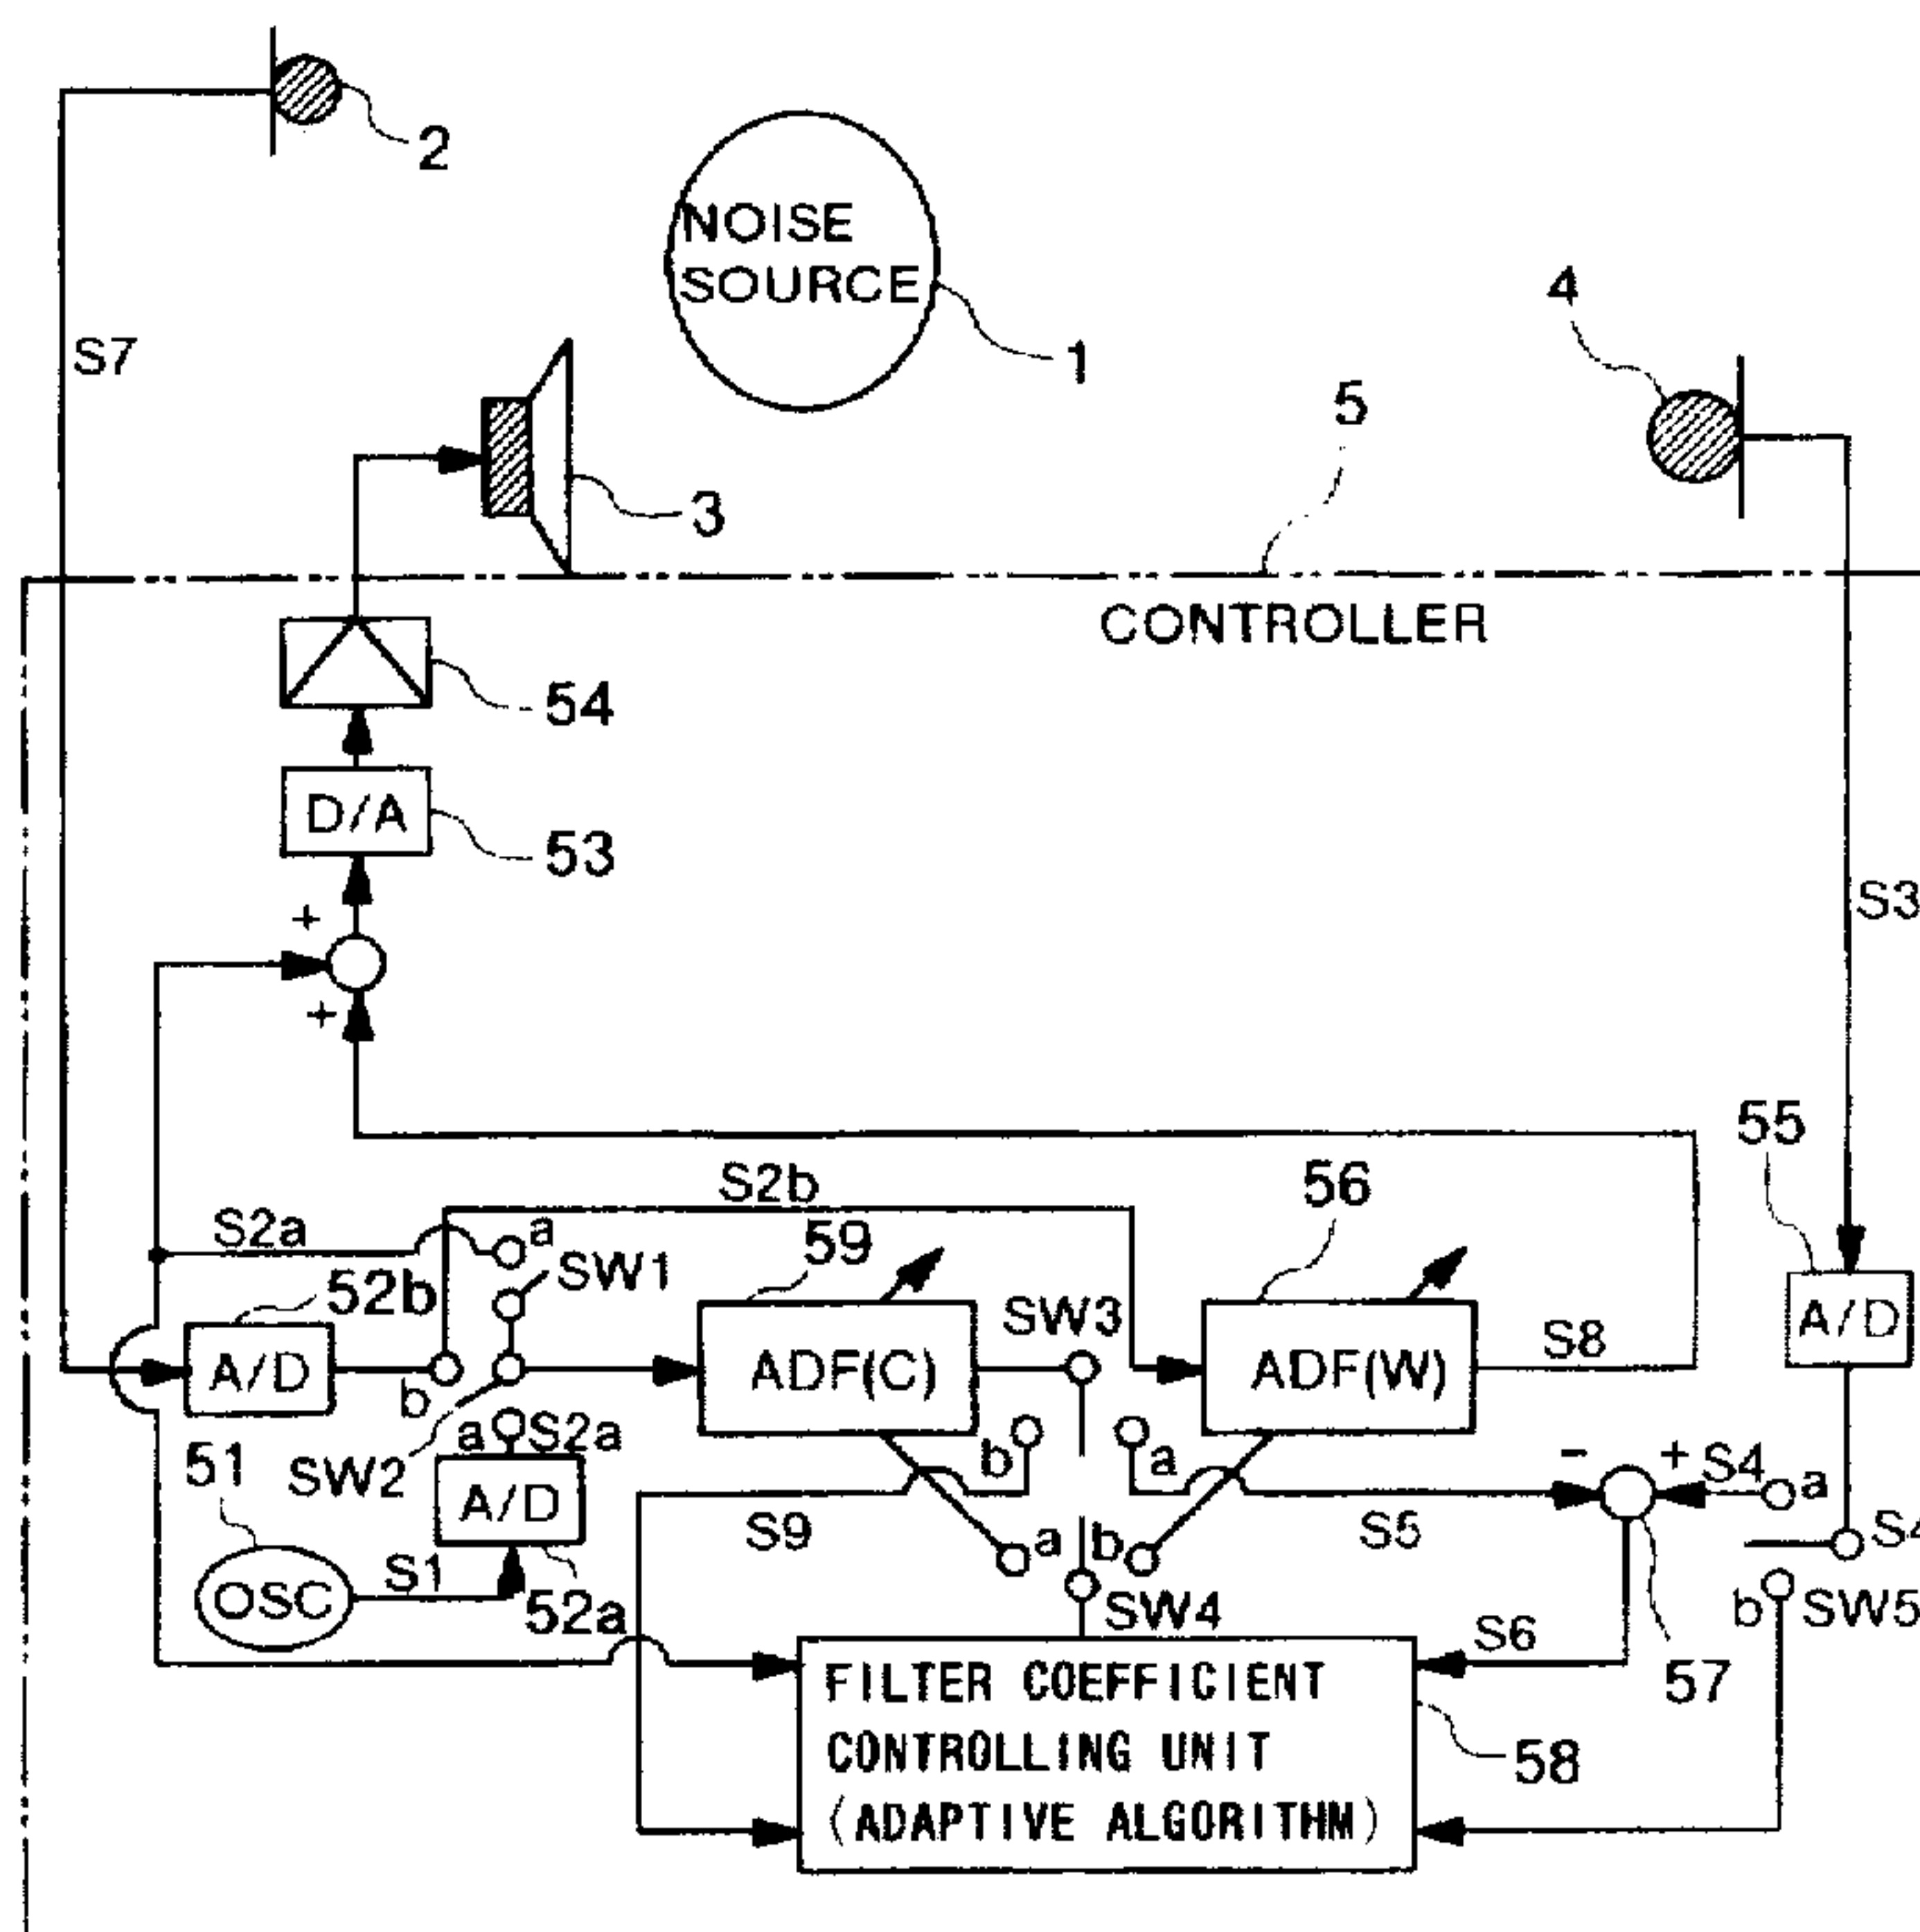 2
NOISE
SOURCE
1
4
S7
5
3
CONTROLLER
54
D/A
53
S3
+
+
55
S2b
56
S2a
a
59
SW1
52b
SW3
A/D
A/D
ADF(C)
ADF(W)
S8
b
a
S2a
b
a
-
+
S4
a
51
SW2
A/D
S9
a
b
S5
S4
OSC
S1
52a
SW4
b
SW5
S6
FILTER COEFFICIENT
CONTROLLING UNIT
(ADAPTIVE ALGORITHM)
57
58